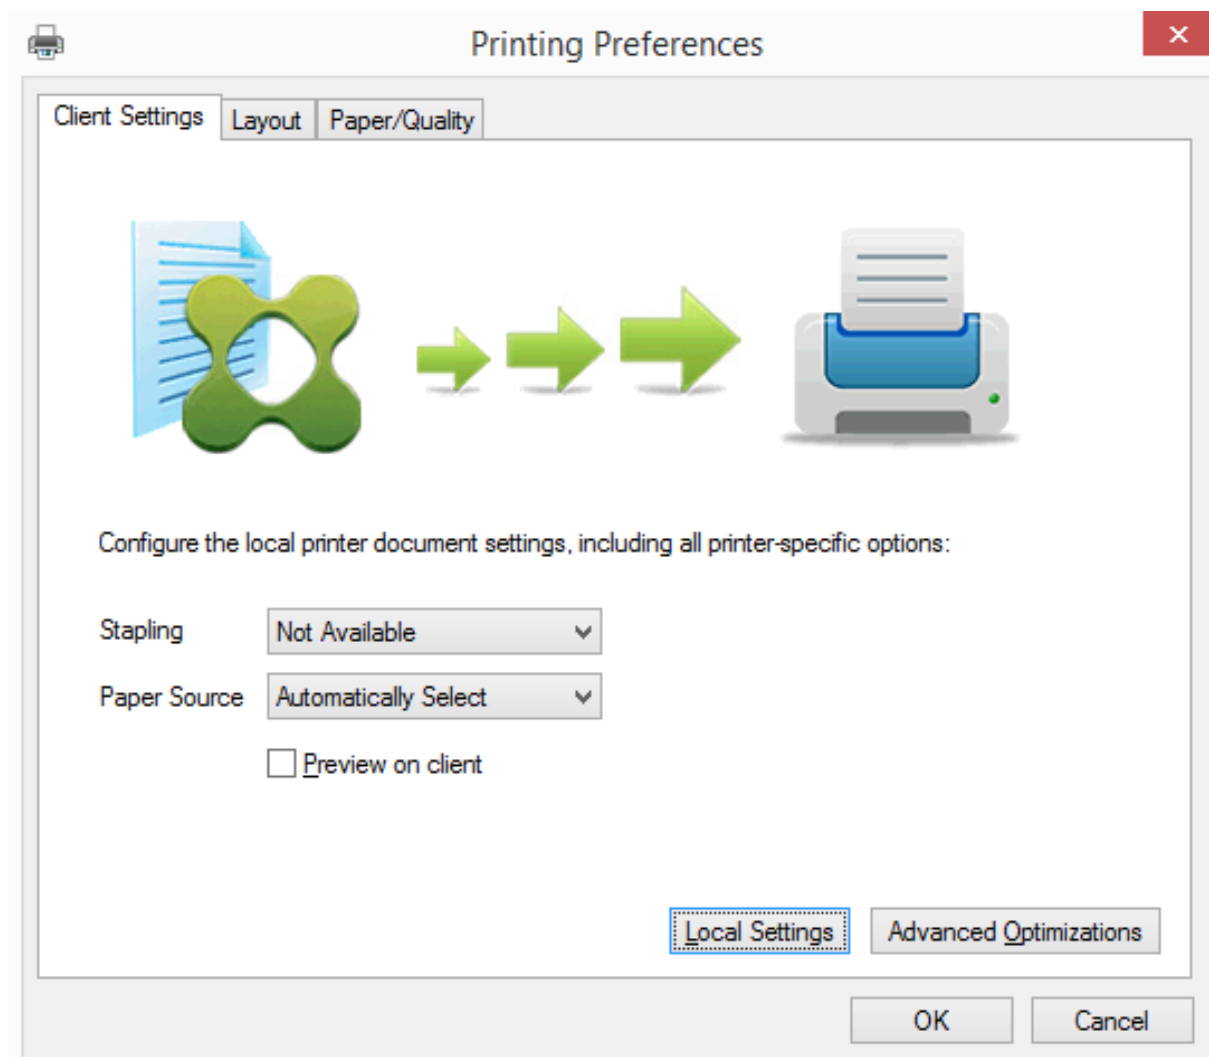 Printing Preferences
Client Settings
Layout
Paper/Quality
Configure the local printer document settings, including all printer-specific options:
Stapling
Not Available
Paper Source
Automatically Select
Preview on client
Local Settings
Advanced Optimizations
OK
Cancel